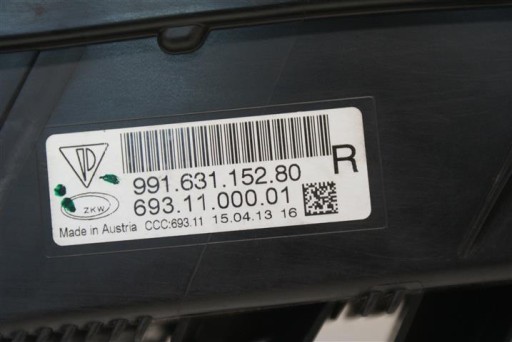 991.631.152.80
R
693.11.000.01
ZKW
Made in Austria CCC:693.11 15.04.13 16